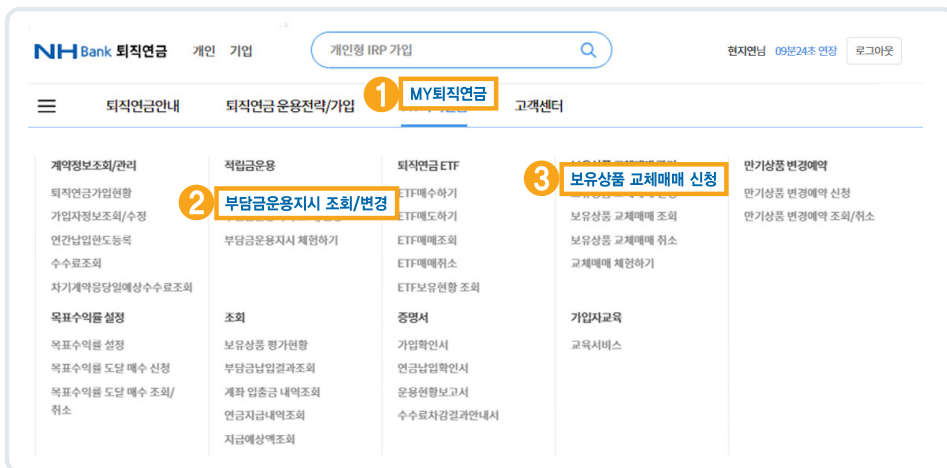 NH Bank 퇴직연금 개인 기업 개인형 IRP 가입 현지연님 09분24초 연장 로그아웃
퇴직연금안내 퇴직연금 운용전략/가입 1 MY퇴직연금 고객센터
계약정보조회/관리
퇴직연금가입현황
가입자정보조회/수정
연간납입한도등록
수수료조회
차기계약응당일예상수수료조회
적립금운용
2 부담금운용지시 조회/변경
부담금운용지시 체험하기
퇴직연금 ETF
ETF매수하기
ETF매도하기
ETF매매조회
ETF매매취소
ETF보유현황 조회
3 보유상품 교체매매 신청
보유상품 교체매매 조회
보유상품 교체매매 취소
교체매매 체험하기
만기상품 변경예약
만기상품 변경예약 신청
만기상품 변경예약 조회/취소
목표수익률 설정
목표수익률 설정
목표수익률 도달 매수 신청
목표수익률 도달 매수 조회/
취소
조회
보유상품 평가현황
부담금납입결과조회
계좌 입출금 내역조회
연금지급내역조회
지급예상액조회
증명서
가입확인서
연금납입확인서
운용현황보고서
수수료차감결과안내서
가입자교육
교육서비스